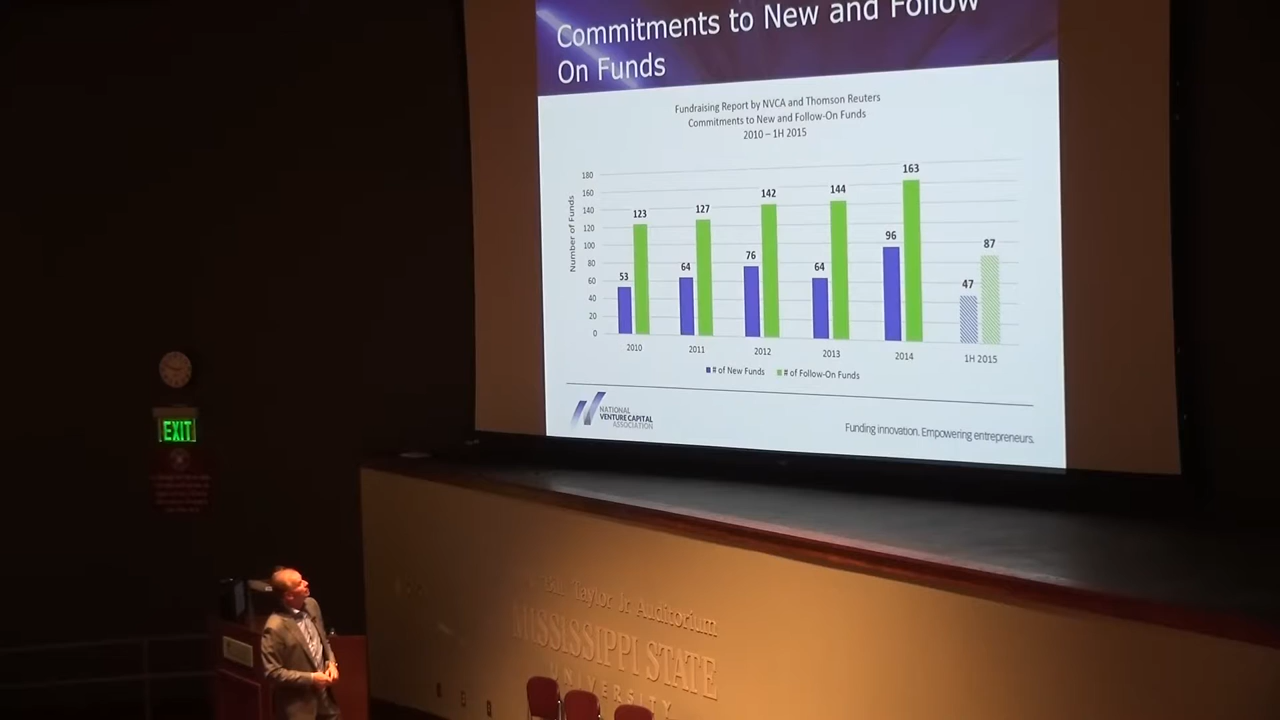 Commitments to New and Follow
On Funds
Fundraising Report by NVCA and Thomson Reuters
Commitments to New and Follow-On Funds
2010 – 1H 2015
Number of Funds
180
160
140
120
100
80
60
40
20
0
53
123
64
127
76
142
64
144
96
163
47
87
2010
2011
2012
2013
2014
1H 2015
# of New Funds
# of Follow-On Funds
NATIONAL
VENTURE CAPITAL
ASSOCIATION
Funding innovation. Empowering entrepreneurs.
EXIT
Taylor Jr Auditorium
MISSISSIPPI STATE
UNIVERSITY